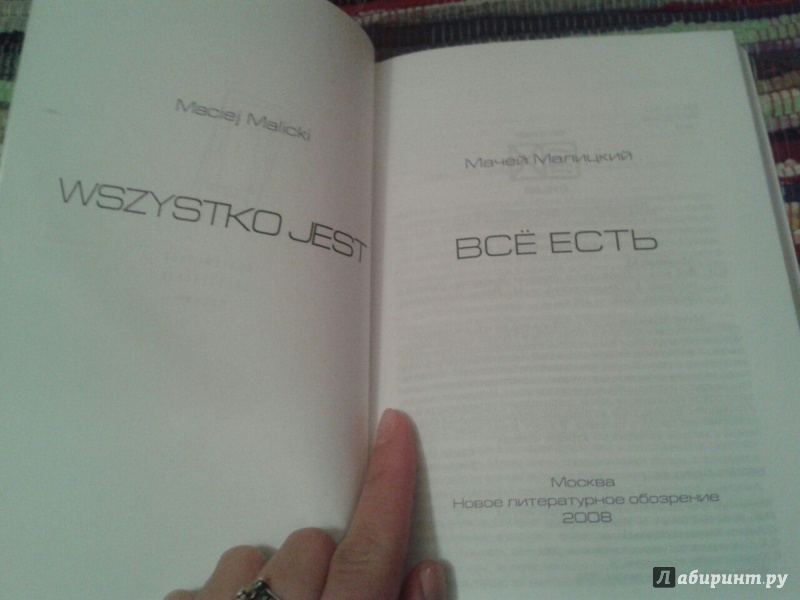 Maciej Malicki
WSZYSTKO JEST
Мачей Малицкий
ВСЁ ЕСТЬ
Москва
Новое литературное обозрение
2008
Лабиринт.ру